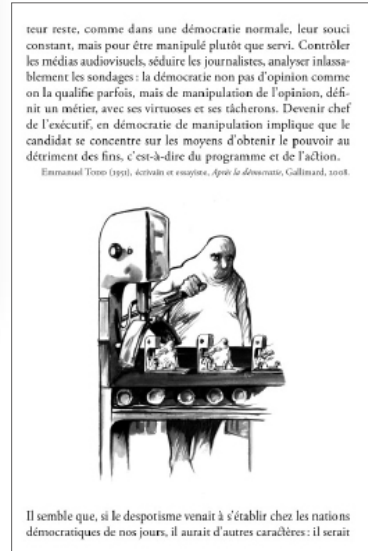 teur reste, comme dans une démocratie normale, leur souci
constant, mais pour être manipulé plutôt que servi. Contrôler
les médias audiovisuels, séduire les journalistes, analyser inlassa-
blement les sondages : la démocratie non pas d'opinion comme
on la qualifie parfois, mais de manipulation de l'opinion, défi-
nit un métier, avec ses virtuoses et ses tâcherons. Devenir chef
de l'exécutif, en démocratie de manipulation implique que le
candidat se concentre sur les moyens d'obtenir le pouvoir au
détriment des fins, c'est-à-dire du programme et de l'action.
Emmanuel Todd (1951), écrivain et essayiste, Après la démocratie, Gallimard, 2008.
Il semble que, si le despotisme venait à s'établir chez les nations
démocratiques de nos jours, il aurait d'autres caractères : il serait